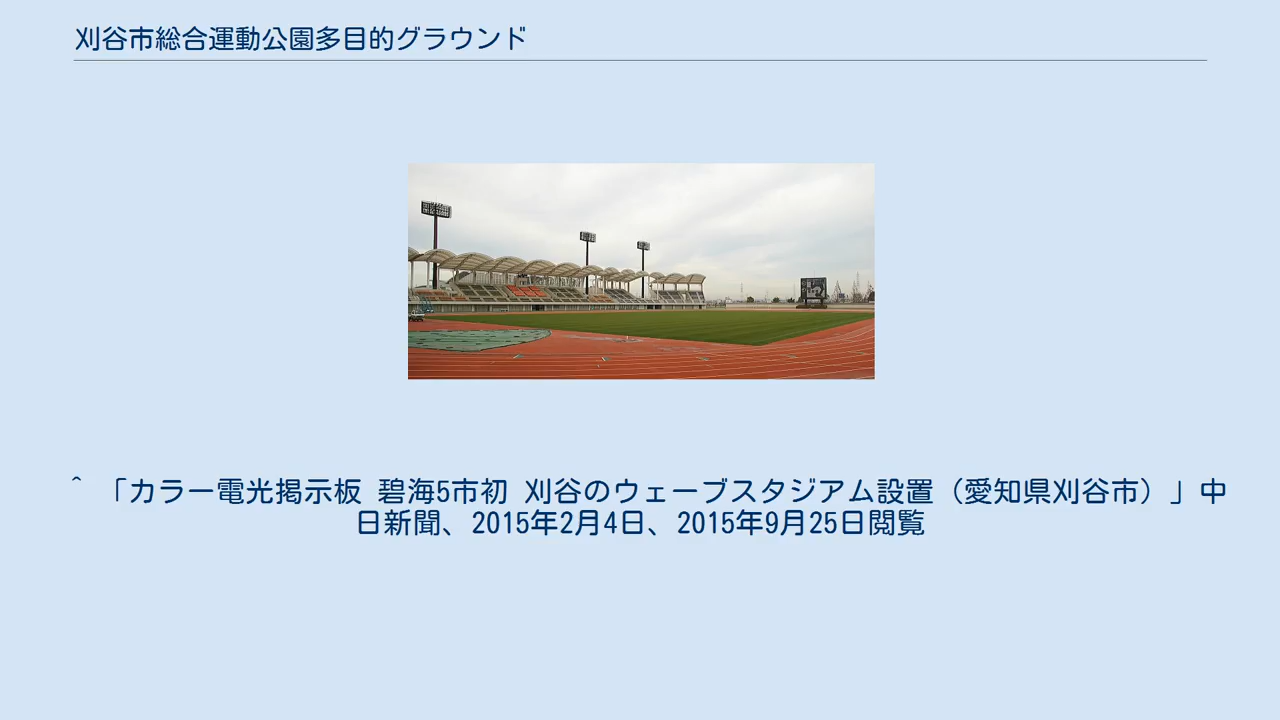 刈谷市総合運動公園多目的グラウンド
^ 「カラー電光掲示板 碧海5市初 刈谷のウェーブスタジアム設置（愛知県刈谷市）」中
日新聞、2015年2月4日、2015年9月25日閲覧